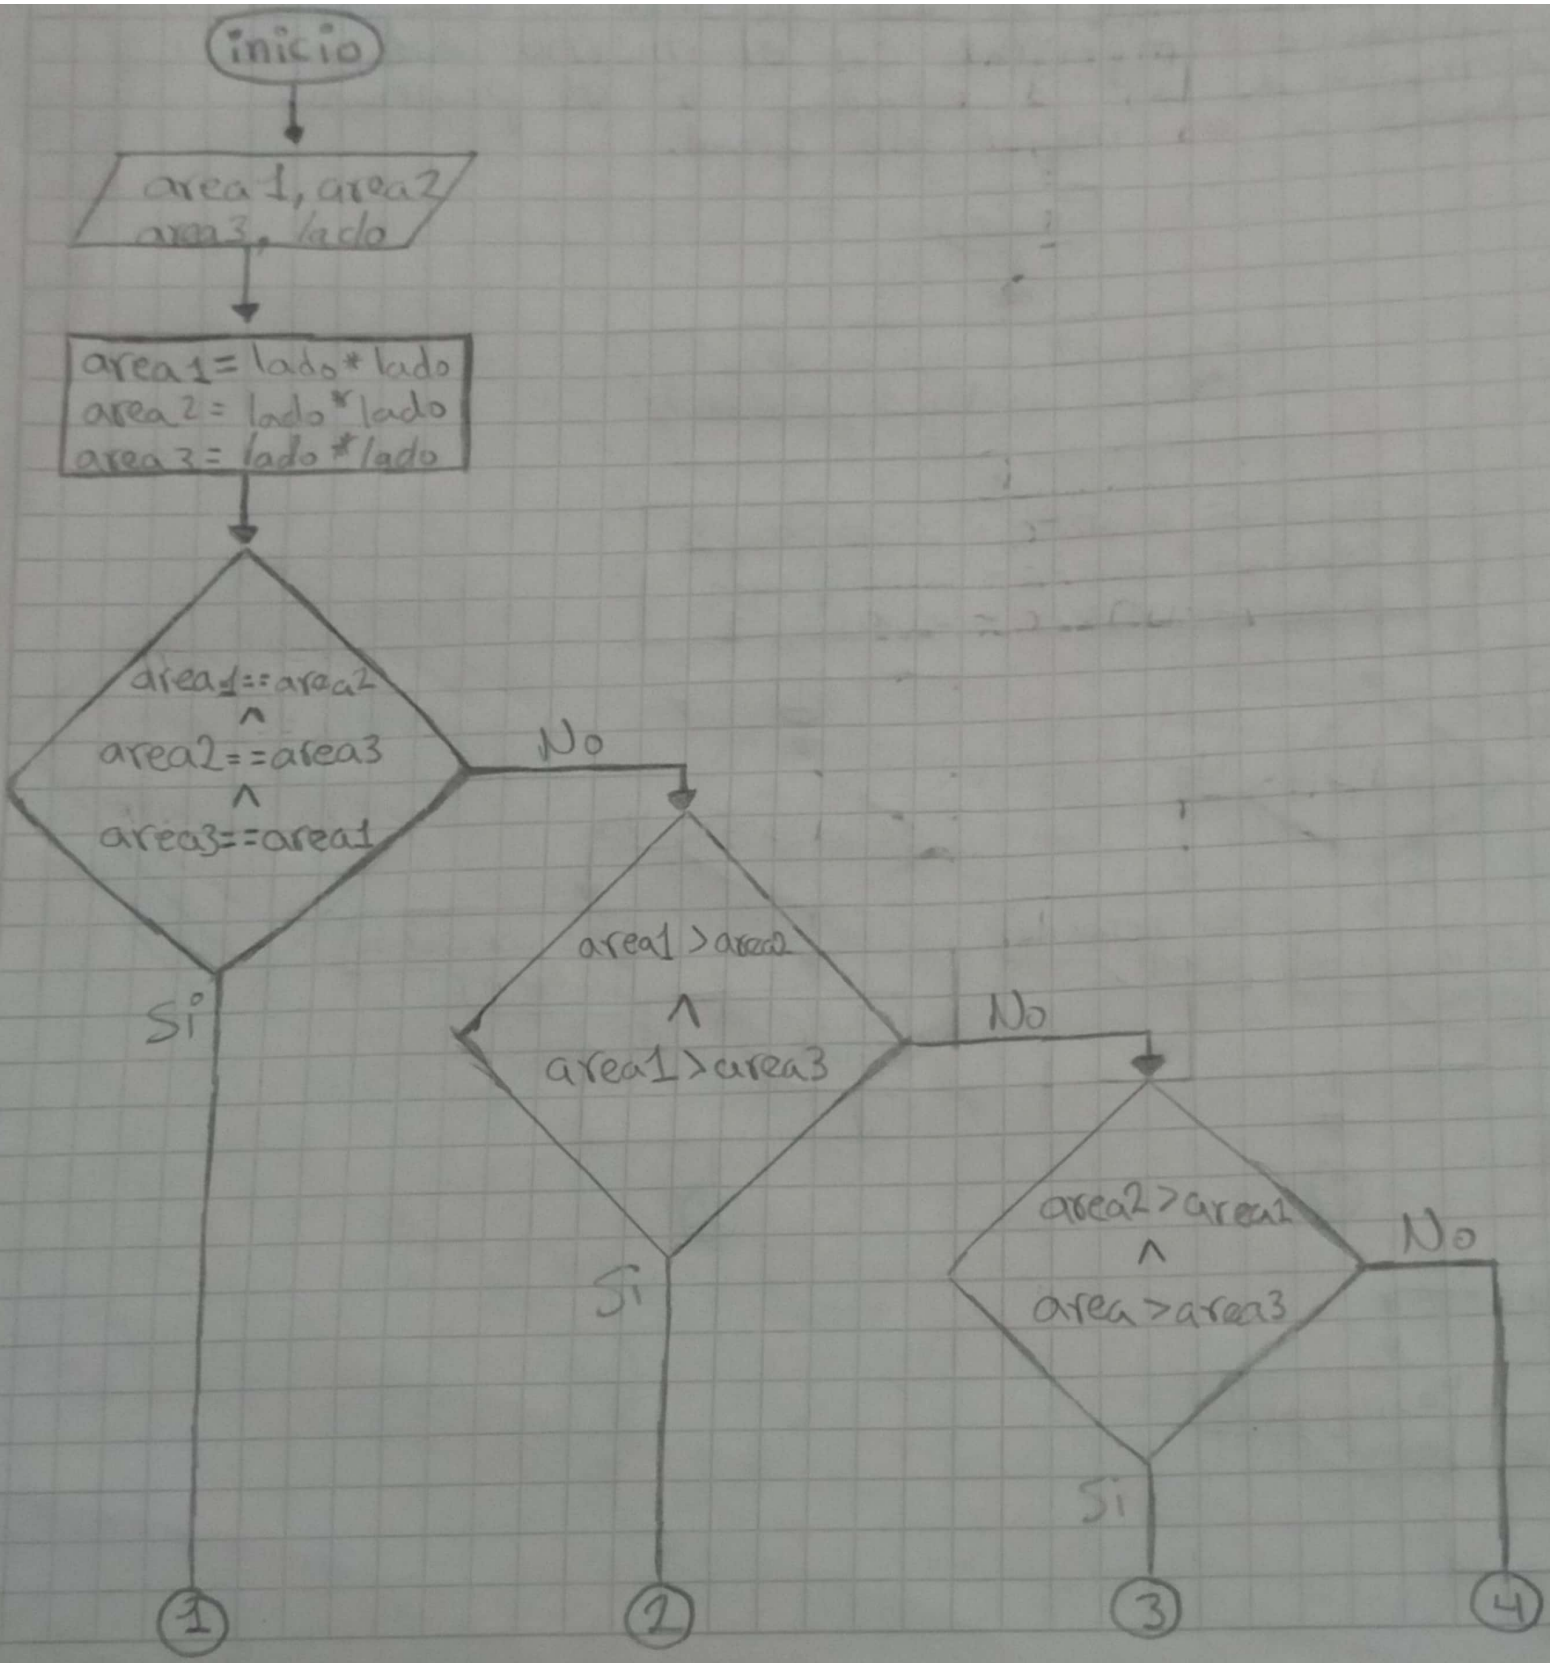 inicio
area1, area2
area3, lado
area1= lado*lado
area2= lado*lado
area3= lado*lado
area1==area2
^
area2==area3
^
area3==area1
No
Si
area1>area2
^
area1>area3
No
Si
area2>area1
^
area>area3
No
Si
1
2
3
4